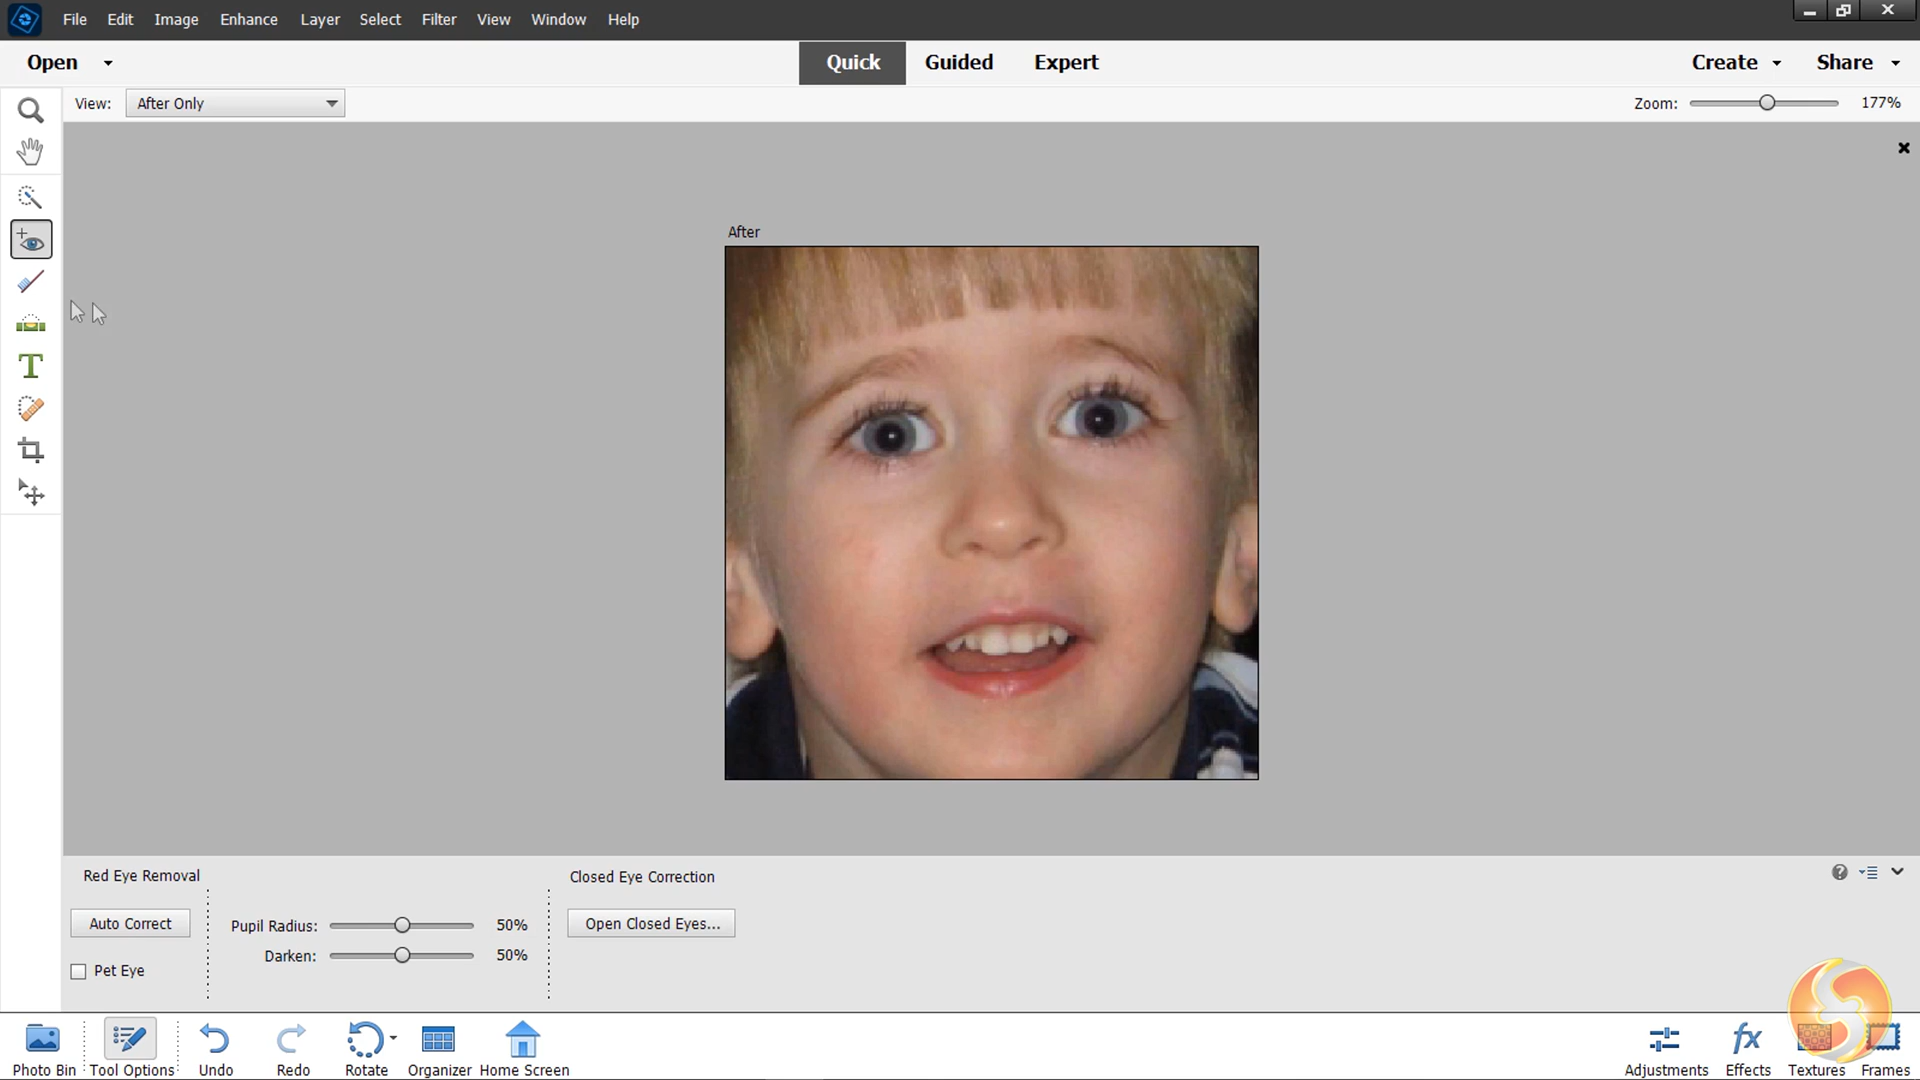 File Edit Image Enhance Layer Select Filter View Window Help
Open Quick Guided Expert Create Share
View: After Only Zoom: 177%
After
Red Eye Removal Closed Eye Correction
Auto Correct Pupil Radius: 50% Open Closed Eyes...
Darken: 50%
Pet Eye
Photo Bin Tool Options Undo Redo Rotate Organizer Home Screen Adjustments fx Effects Textures Frames